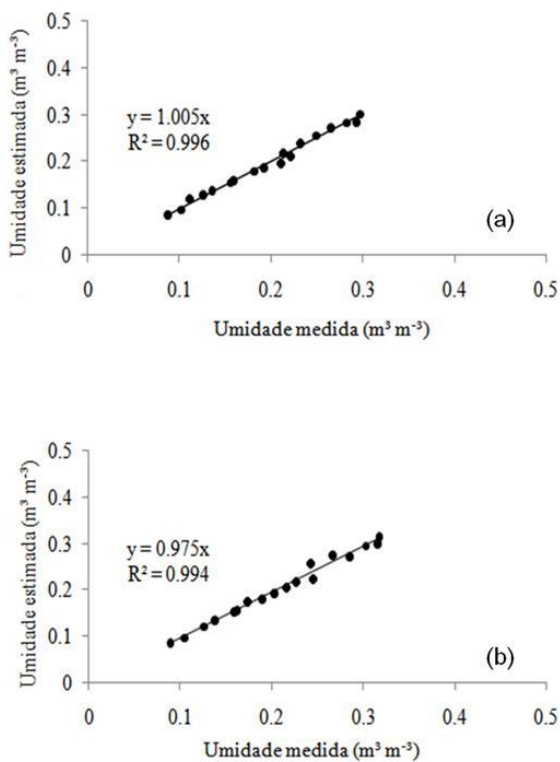 0.5
0.4
0.3
0.2
0.1
0
Umidade estimada (m³ m⁻³)
y = 1.005x
R² = 0.996
(a)
0 0.1 0.2 0.3 0.4 0.5
Umidade medida (m³ m⁻³)
0.5
0.4
0.3
0.2
0.1
0
Umidade estimada (m³ m⁻³)
y = 0.975x
R² = 0.994
(b)
0 0.1 0.2 0.3 0.4 0.5
Umidade medida (m³ m⁻³)